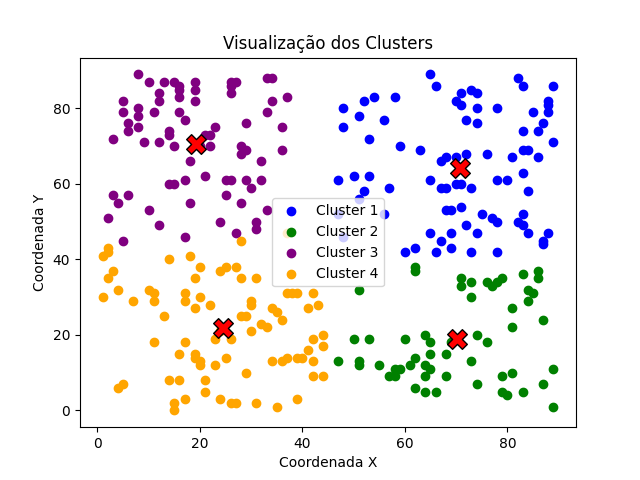 Visualização dos Clusters
80
60
40
20
0
Coordenada Y
Cluster 1
Cluster 2
Cluster 3
Cluster 4
0 20 40 60 80
Coordenada X